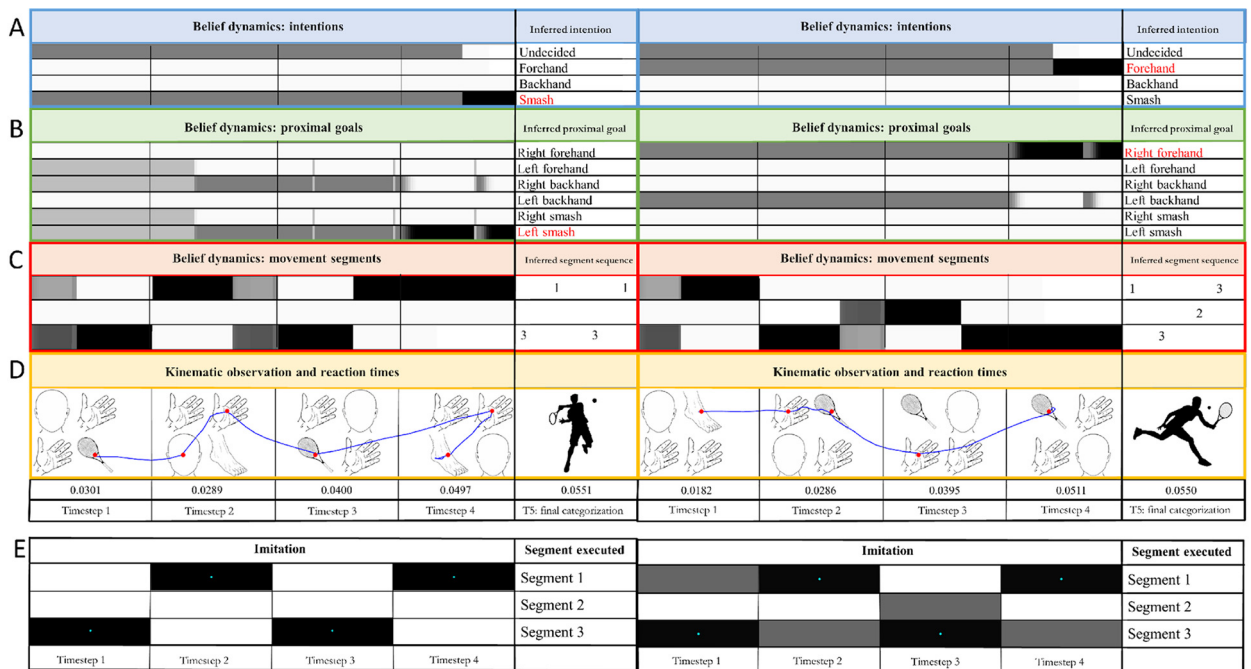 A
Belief dynamics: intentions
Inferred intention
Belief dynamics: intentions
Inferred intention
Undecided
Undecided
Forehand
Forehand
Backhand
Backhand
Smash
Smash
B
Belief dynamics: proximal goals
Inferred proximal goal
Belief dynamics: proximal goals
Inferred proximal goal
Right forehand
Right forehand
Left forehand
Left forehand
Right backhand
Right backhand
Left backhand
Left backhand
Right smash
Right smash
Left smash
Left smash
C
Belief dynamics: movement segments
Inferred segment sequence
Belief dynamics: movement segments
Inferred segment sequence
1 1
1 3
2
3 3
3
D
Kinematic observation and reaction times
Kinematic observation and reaction times
0.0301 0.0289 0.0400 0.0497 0.0551
0.0182 0.0286 0.0395 0.0511 0.0550
Timestep 1 Timestep 2 Timestep 3 Timestep 4 T5: final categorization
Timestep 1 Timestep 2 Timestep 3 Timestep 4 T5: final categorization
E
Imitation
Segment executed
Imitation
Segment executed
Segment 1
Segment 1
Segment 2
Segment 2
Segment 3
Segment 3
Timestep 1 Timestep 2 Timestep 3 Timestep 4
Timestep 1 Timestep 2 Timestep 3 Timestep 4